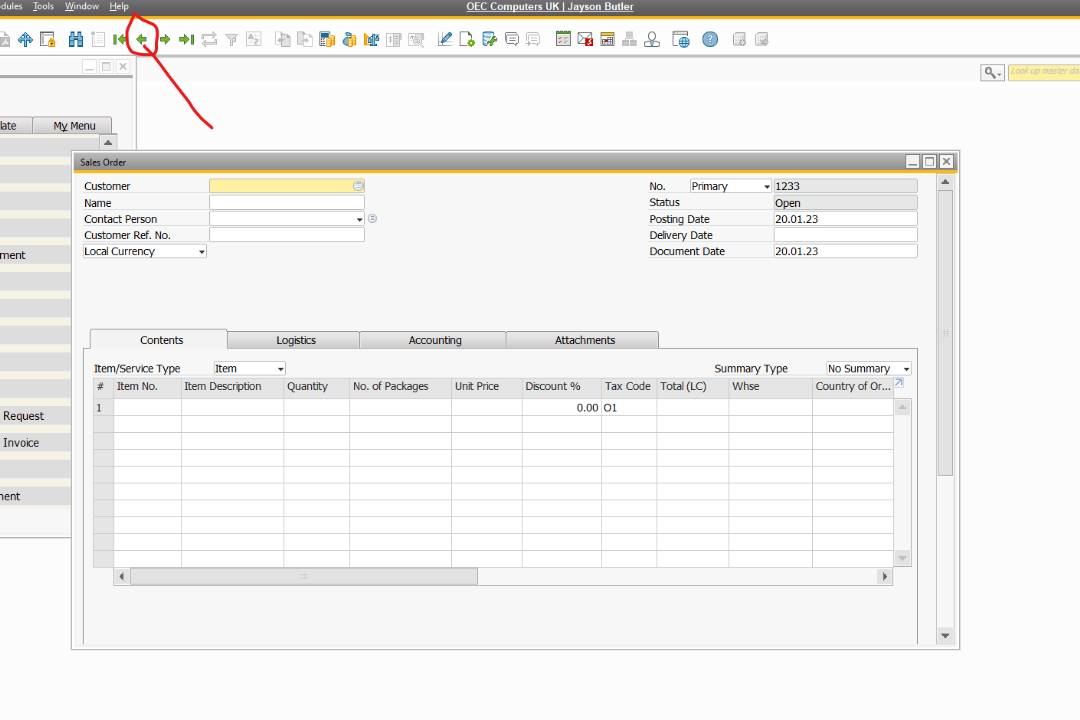 dules Tools Window Help OEC Computers UK | Jayson Butler
Look up master da
late My Menu
Sales Order
Customer
Name
Contact Person
Customer Ref. No.
Local Currency
No. Primary 1233
Status Open
Posting Date 20.01.23
Delivery Date
Document Date 20.01.23
ment
Request
Invoice
ment
Contents Logistics Accounting Attachments
Item/Service Type Item Summary Type No Summary
# Item No. Item Description Quantity No. of Packages Unit Price Discount % Tax Code Total (LC) Whse Country of Or...
1 0.00 O1